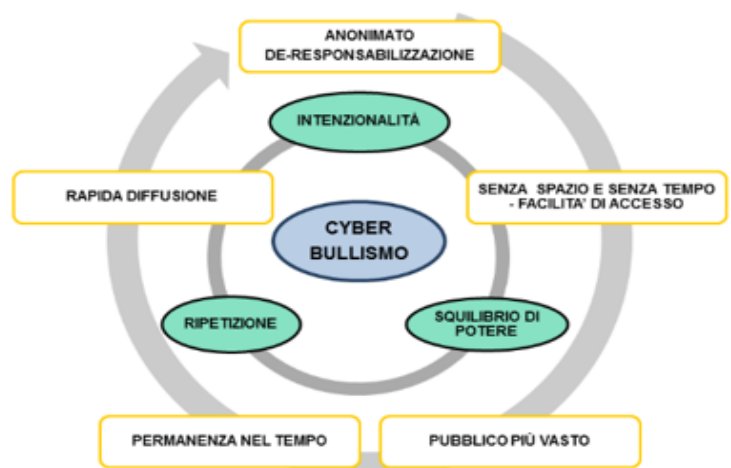 ANONIMATO
DE-RESPONSABILIZZAZIONE
INTENZIONALITÀ
RAPIDA DIFFUSIONE
SENZA SPAZIO E SENZA TEMPO
- FACILITA' DI ACCESSO
CYBER
BULLISMO
RIPETIZIONE
SQUILIBRIO DI
POTERE
PERMANENZA NEL TEMPO
PUBBLICO PIÙ VASTO